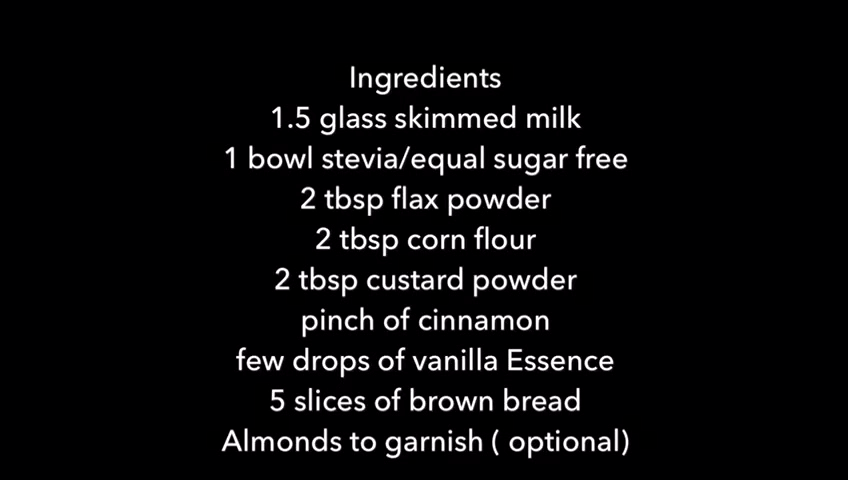 Ingredients
1.5 glass skimmed milk
1 bowl stevia/equal sugar free
2 tbsp flax powder
2 tbsp corn flour
2 tbsp custard powder
pinch of cinnamon
few drops of vanilla Essence
5 slices of brown bread
Almonds to garnish ( optional)